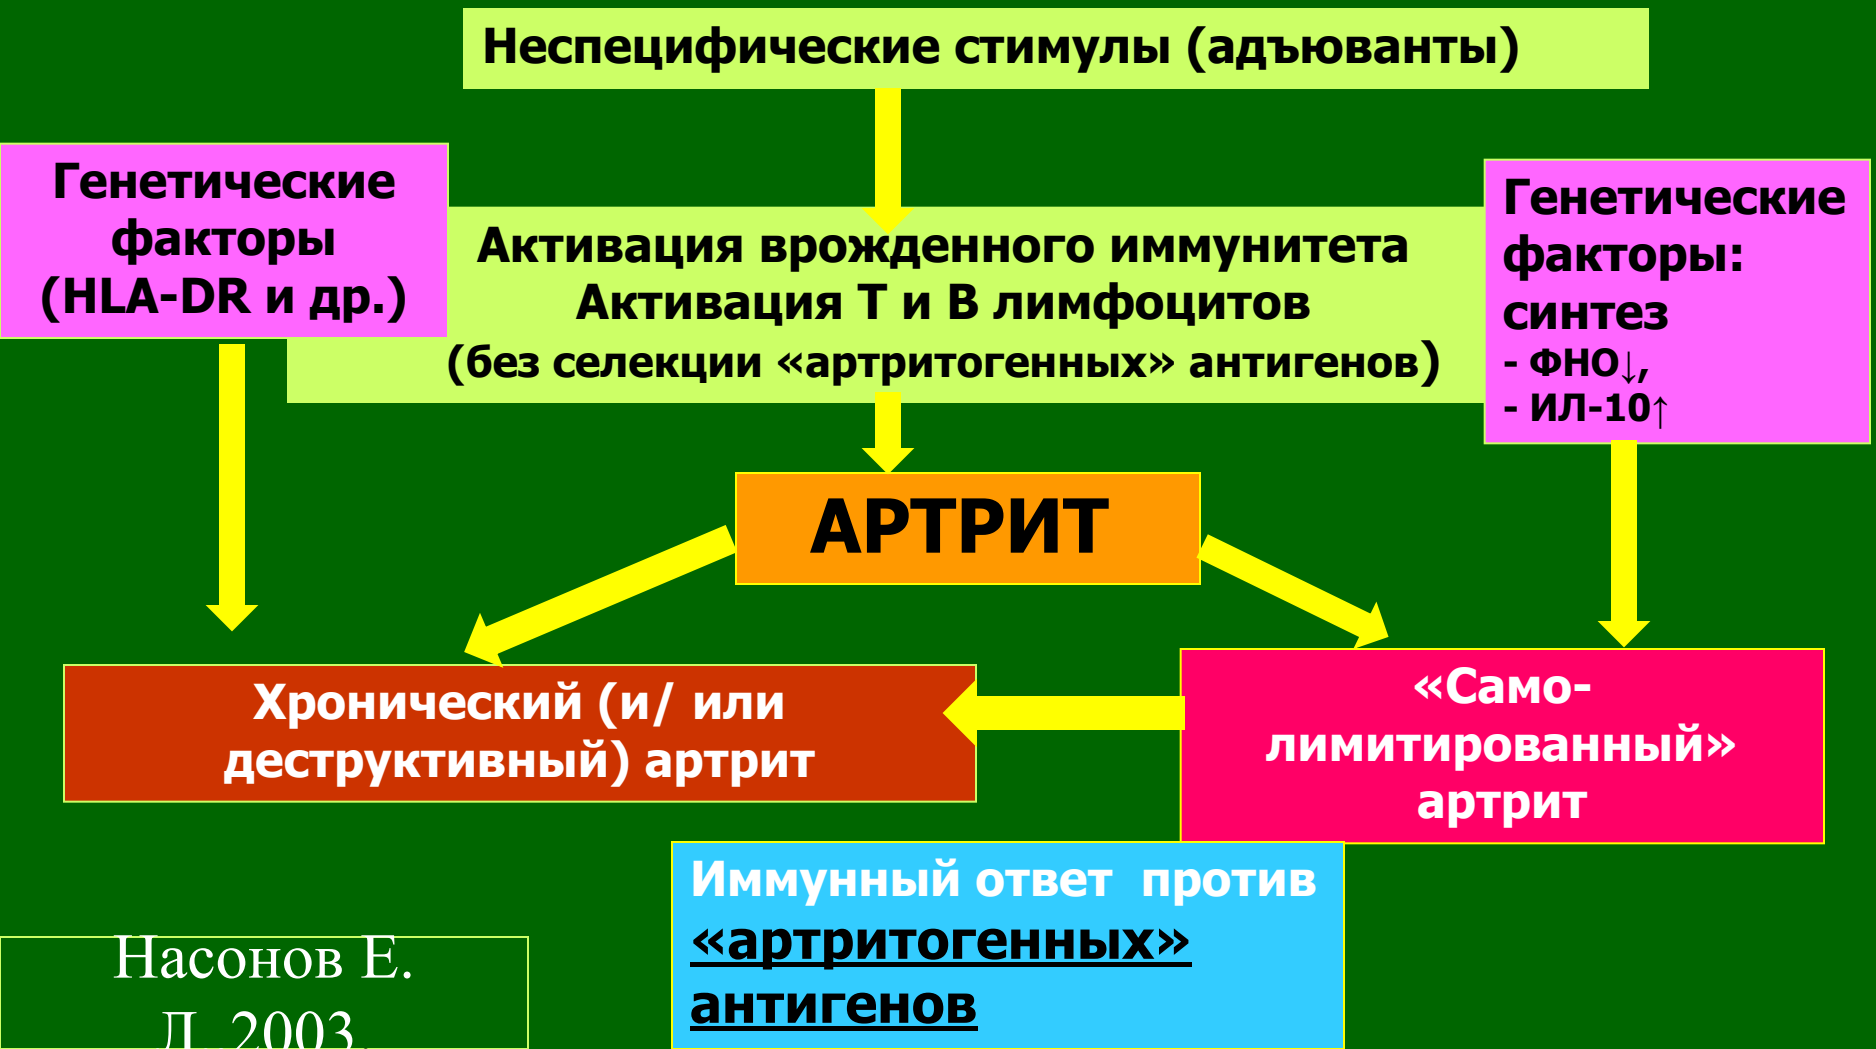 Неспецифические стимулы (адъюванты)
Генетические
факторы
(HLA-DR и др.)
Активация врожденного иммунитета
Активация Т и В лимфоцитов
(без селекции «артритогенных» антигенов)
Генетические
факторы:
синтез
- ФНО↓,
- ИЛ-10↑
АРТРИТ
Хронический (и/ или
деструктивный) артрит
«Само-
лимитированный»
артрит
Иммунный ответ  против
«артритогенных»
антигенов
Насонов Е.
Л. ,2003.